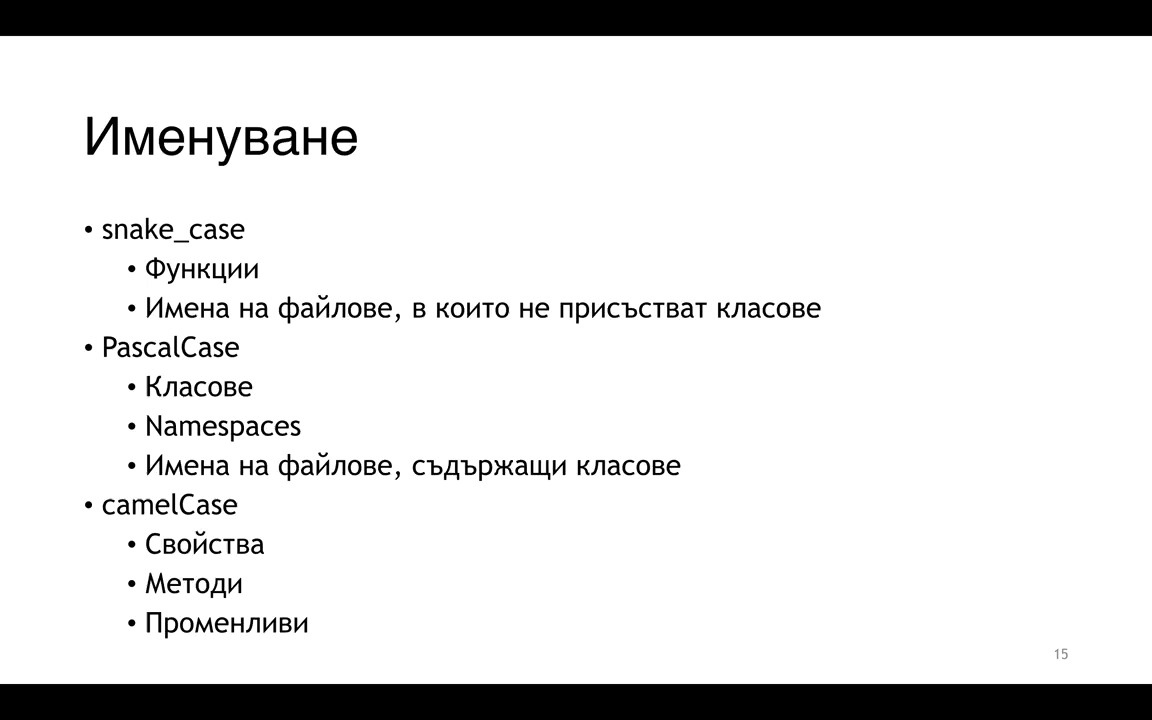 Именуване
• snake_case
• Функции
• Имена на файлове, в които не присъстват класове
• PascalCase
• Класове
• Namespaces
• Имена на файлове, съдържащи класове
• camelCase
• Свойства
• Методи
• Променливи
15